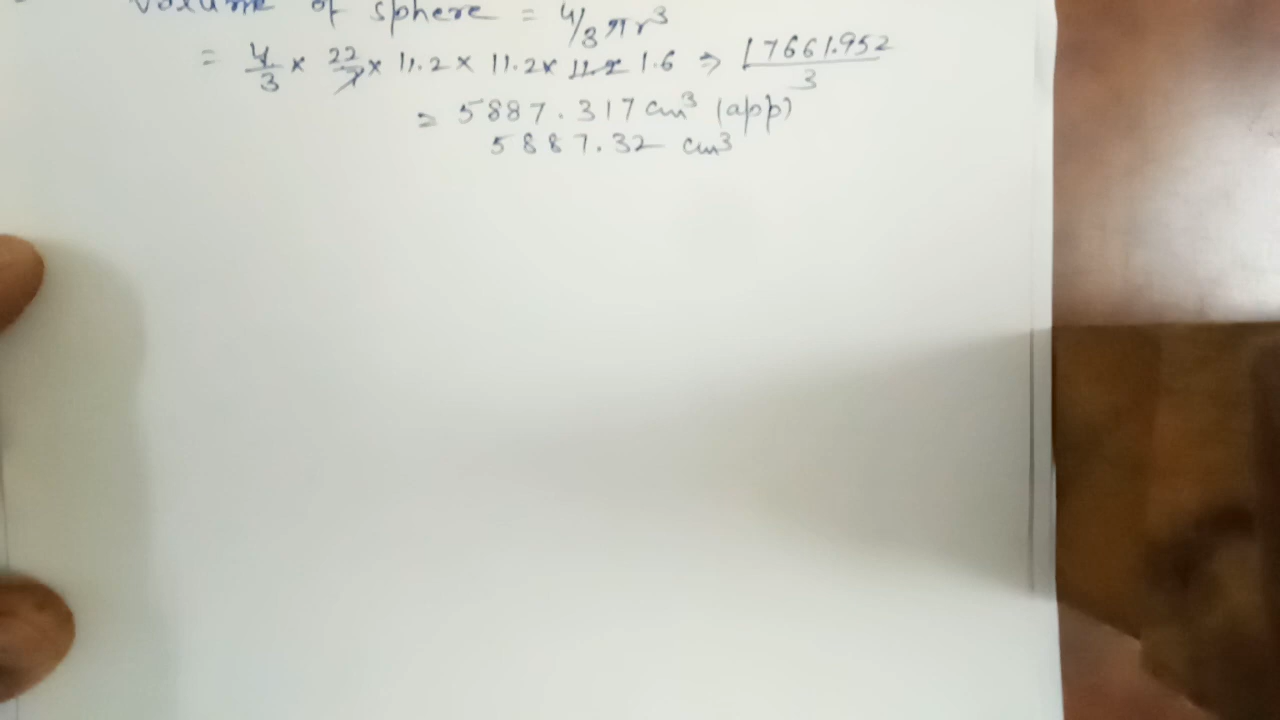 Volume of sphere = 4/3 πr³
= 4/3 × 22/7 × 11.2 × 11.2 × 11.2 1.6 ⇒ 17661.952/3
= 5887.317 cm³ (app)
5887.32 cm³